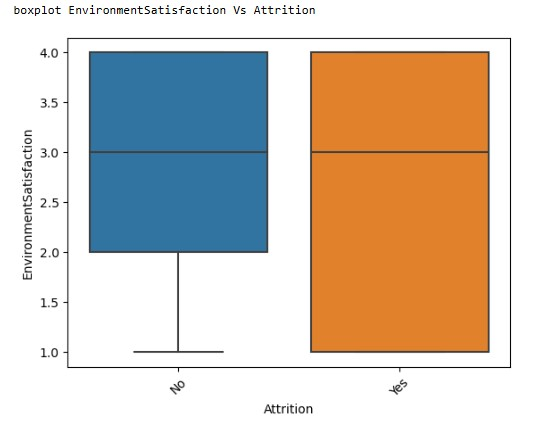 boxplot EnvironmentSatisfaction Vs Attrition
4.0
3.5
3.0
2.5
2.0
1.5
1.0
EnvironmentSatisfaction
No
Yes
Attrition